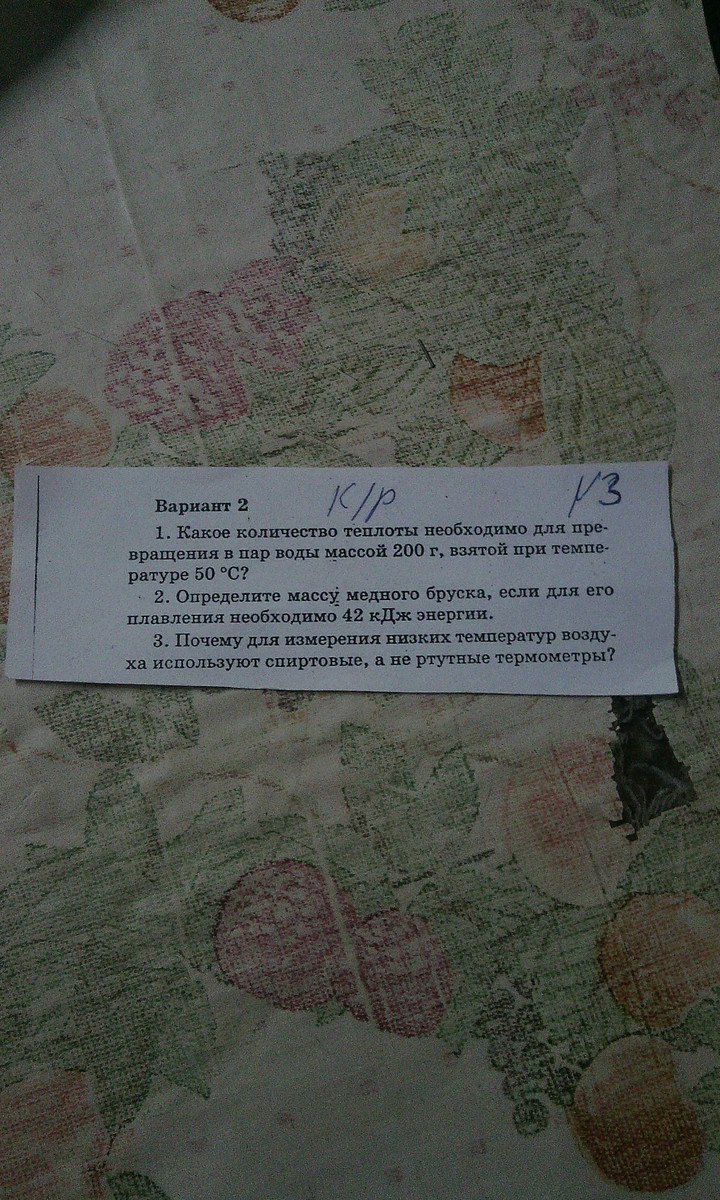 Вариант 2 К/р №3
1. Какое количество теплоты необходимо для пре-
вращения в пар воды массой 200 г, взятой при темпе-
ратуре 50 °С?
2. Определите массу медного бруска, если для его
плавления необходимо 42 кДж энергии.
3. Почему для измерения низких температур возду-
ха используют спиртовые, а не ртутные термометры?